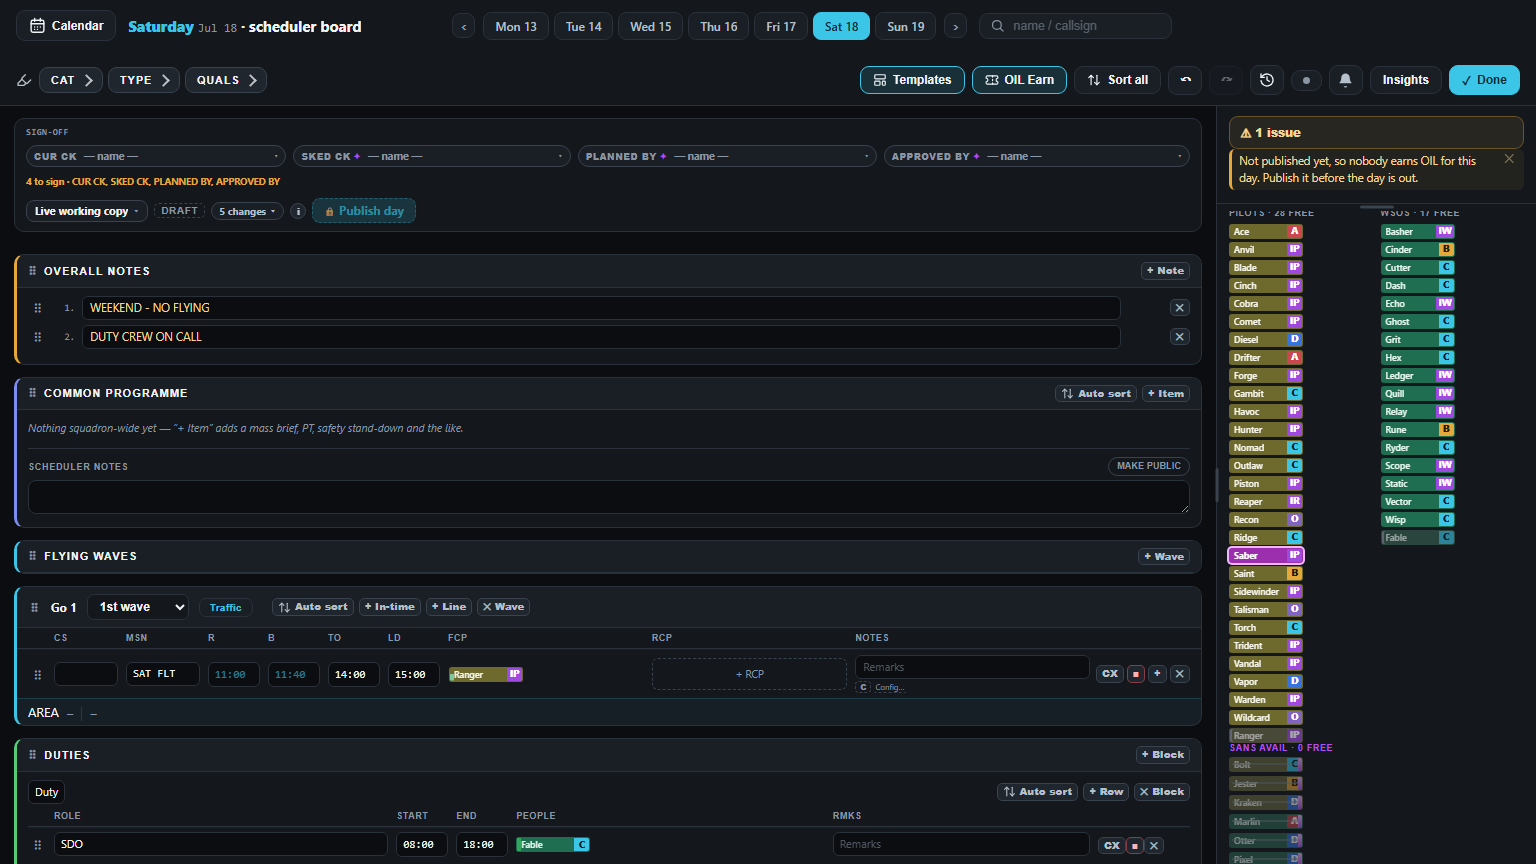 Calendar
Saturday Jul 18 · scheduler board
‹ Mon 13 Tue 14 Wed 15 Thu 16 Fri 17 Sat 18 Sun 19 ›
name / callsign
CAT TYPE QUALS
Templates OIL Earn Sort all Insights ✓ Done
SIGN-OFF
CUR CK — name — SKED CK ✦ — name — PLANNED BY ✦ — name — APPROVED BY ✦ — name —
4 to sign · CUR CK, SKED CK, PLANNED BY, APPROVED BY
Live working copy DRAFT 5 changes i Publish day
OVERALL NOTES + Note
1. WEEKEND - NO FLYING
2. DUTY CREW ON CALL
COMMON PROGRAMME Auto sort + Item
Nothing squadron-wide yet — "+ Item" adds a mass brief, PT, safety stand-down and the like.
SCHEDULER NOTES MAKE PUBLIC
FLYING WAVES + Wave
Go 1 1st wave Traffic Auto sort + In-time + Line ✕ Wave
CS MSN R B TO LD FCP RCP NOTES
SAT FLT 11:00 11:40 14:00 15:00 Ranger IP + RCP Remarks CX + ✕
C Config...
AREA – –
DUTIES + Block
Duty Auto sort + Row ✕ Block
ROLE START END PEOPLE RMKS
SDO 08:00 18:00 Fable C Remarks CX ✕
⚠ 1 issue
Not published yet, so nobody earns OIL for this
day. Publish it before the day is out.
PILOTS · 28 FREE
Ace A
Anvil IP
Blade IP
Cinch IP
Cobra IP
Comet IP
Diesel D
Drifter A
Forge IP
Gambit C
Havoc IP
Hunter IP
Nomad C
Outlaw C
Piston IP
Reaper IR
Recon O
Ridge C
Saber IP
Saint B
Sidewinder IP
Talisman O
Torch C
Trident IP
Vandal IP
Vapor D
Warden IP
Wildcard O
Ranger IP
SANS AVAIL · 0 FREE
Bolt C
Jester B
Kraken D
Marlin A
Otter D
Pixel D
WSOS · 17 FREE
Basher IW
Cinder B
Cutter C
Dash C
Echo IW
Ghost C
Grit C
Hex C
Ledger IW
Quill IW
Relay IW
Rune B
Ryder C
Scope IW
Static IW
Vector C
Wisp C
Fable C